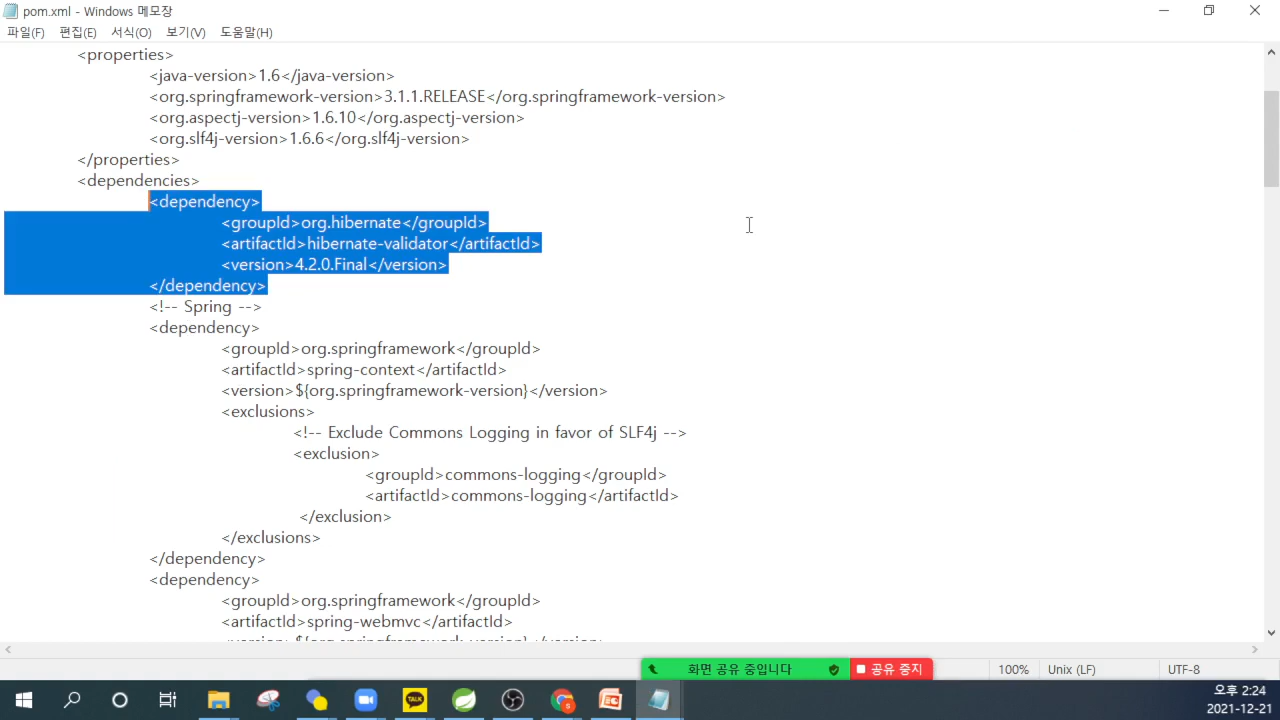 pom.xml - Windows 메모장
파일(F) 편집(E) 서식(O) 보기(V) 도움말(H)
<properties>
<java-version>1.6</java-version>
<org.springframework-version>3.1.1.RELEASE</org.springframework-version>
<org.aspectj-version>1.6.10</org.aspectj-version>
<org.slf4j-version>1.6.6</org.slf4j-version>
</properties>
<dependencies>
<dependency>
<groupId>org.hibernate</groupId>
<artifactId>hibernate-validator</artifactId>
<version>4.2.0.Final</version>
</dependency>
<!-- Spring -->
<dependency>
<groupId>org.springframework</groupId>
<artifactId>spring-context</artifactId>
<version>${org.springframework-version}</version>
<exclusions>
<!-- Exclude Commons Logging in favor of SLF4j -->
<exclusion>
<groupId>commons-logging</groupId>
<artifactId>commons-logging</artifactId>
</exclusion>
</exclusions>
</dependency>
<dependency>
<groupId>org.springframework</groupId>
<artifactId>spring-webmvc</artifactId>
<version>${org.springframework-version}</version>
화면 공유 중입니다 공유 중지 100% Unix (LF) UTF-8
TALK
S
오후 2:24
2021-12-21